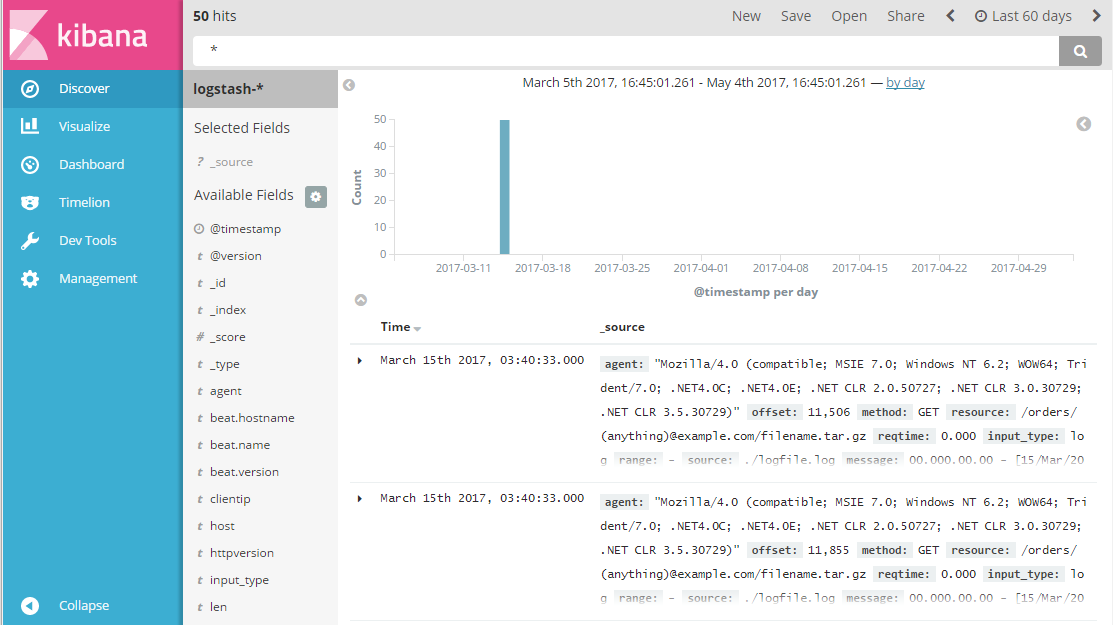 kibana
Discover
Visualize
Dashboard
Timelion
Dev Tools
Management
Collapse
50 hits
New Save Open Share Last 60 days
*
logstash-*
Selected Fields
? _source
Available Fields
@timestamp
t @version
t _id
t _index
# _score
t _type
t agent
t beat.hostname
t beat.name
t beat.version
t clientip
t host
t httpversion
t input_type
t len
March 5th 2017, 16:45:01.261 - May 4th 2017, 16:45:01.261 — by day
Count
50
40
30
20
10
0
2017-03-11 2017-03-18 2017-03-25 2017-04-01 2017-04-08 2017-04-15 2017-04-22 2017-04-29
@timestamp per day
Time _source
March 15th 2017, 03:40:33.000 agent: "Mozilla/4.0 (compatible; MSIE 7.0; Windows NT 6.2; WOW64; Tri
dent/7.0; .NET4.0C; .NET4.0E; .NET CLR 2.0.50727; .NET CLR 3.0.30729;
.NET CLR 3.5.30729)" offset: 11,506 method: GET resource: /orders/
(anything)@example.com/filename.tar.gz reqtime: 0.000 input_type: lo
g range: - source: ./logfile.log message: 00.000.00.00 - [15/Mar/20
March 15th 2017, 03:40:33.000 agent: "Mozilla/4.0 (compatible; MSIE 7.0; Windows NT 6.2; WOW64; Tri
dent/7.0; .NET4.0C; .NET4.0E; .NET CLR 2.0.50727; .NET CLR 3.0.30729;
.NET CLR 3.5.30729)" offset: 11,855 method: GET resource: /orders/
(anything)@example.com/filename.tar.gz reqtime: 0.000 input_type: lo
g range: - source: ./logfile.log message: 00.000.00.00 - [15/Mar/20